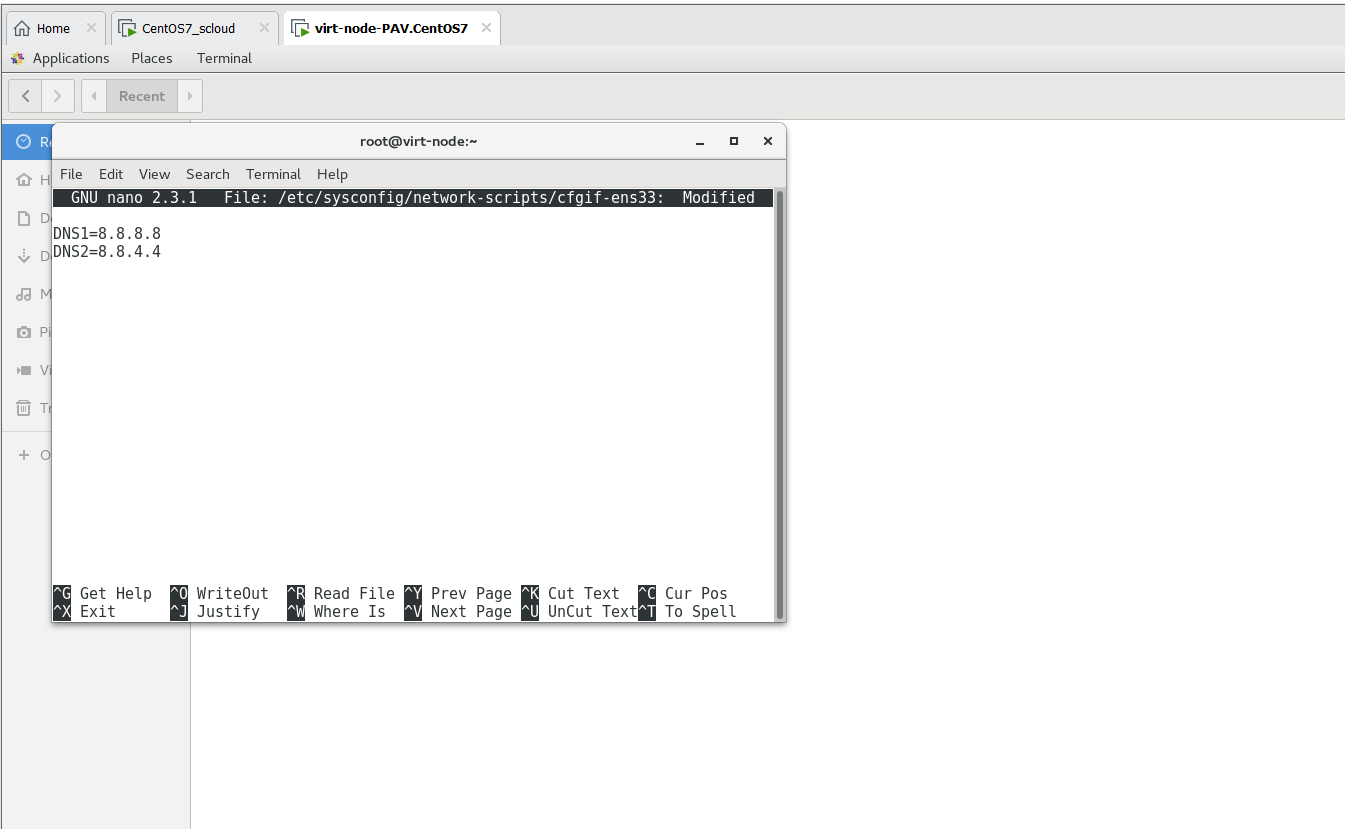 Home
CentOS7_scloud
virt-node-PAV.CentOS7
Applications Places Terminal
Recent
root@virt-node:~
File Edit View Search Terminal Help
GNU nano 2.3.1 File: /etc/sysconfig/network-scripts/cfgif-ens33: Modified
DNS1=8.8.8.8
DNS2=8.8.4.4
^G Get Help ^O WriteOut ^R Read File ^Y Prev Page ^K Cut Text ^C Cur Pos
^X Exit ^J Justify ^W Where Is ^V Next Page ^U UnCut Text ^T To Spell